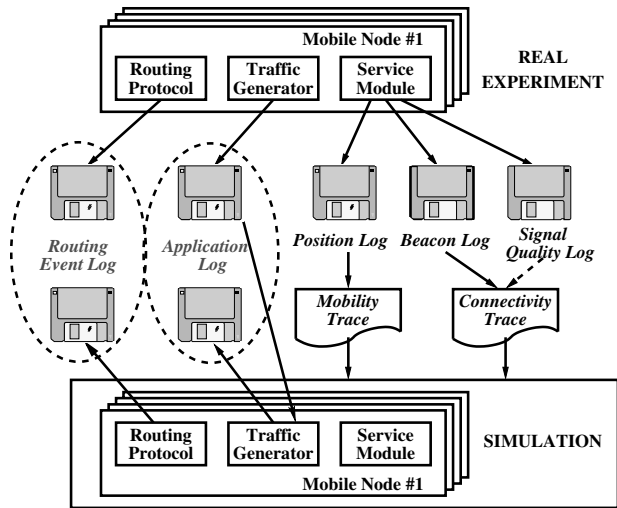 Mobile Node #1
Routing
Protocol
Traffic
Generator
Service
Module
REAL
EXPERIMENT
Routing
Event Log
Application
Log
Position Log
Beacon Log
Signal
Quality Log
Mobility
Trace
Connectivity
Trace
Routing
Protocol
Traffic
Generator
Service
Module
SIMULATION
Mobile Node #1